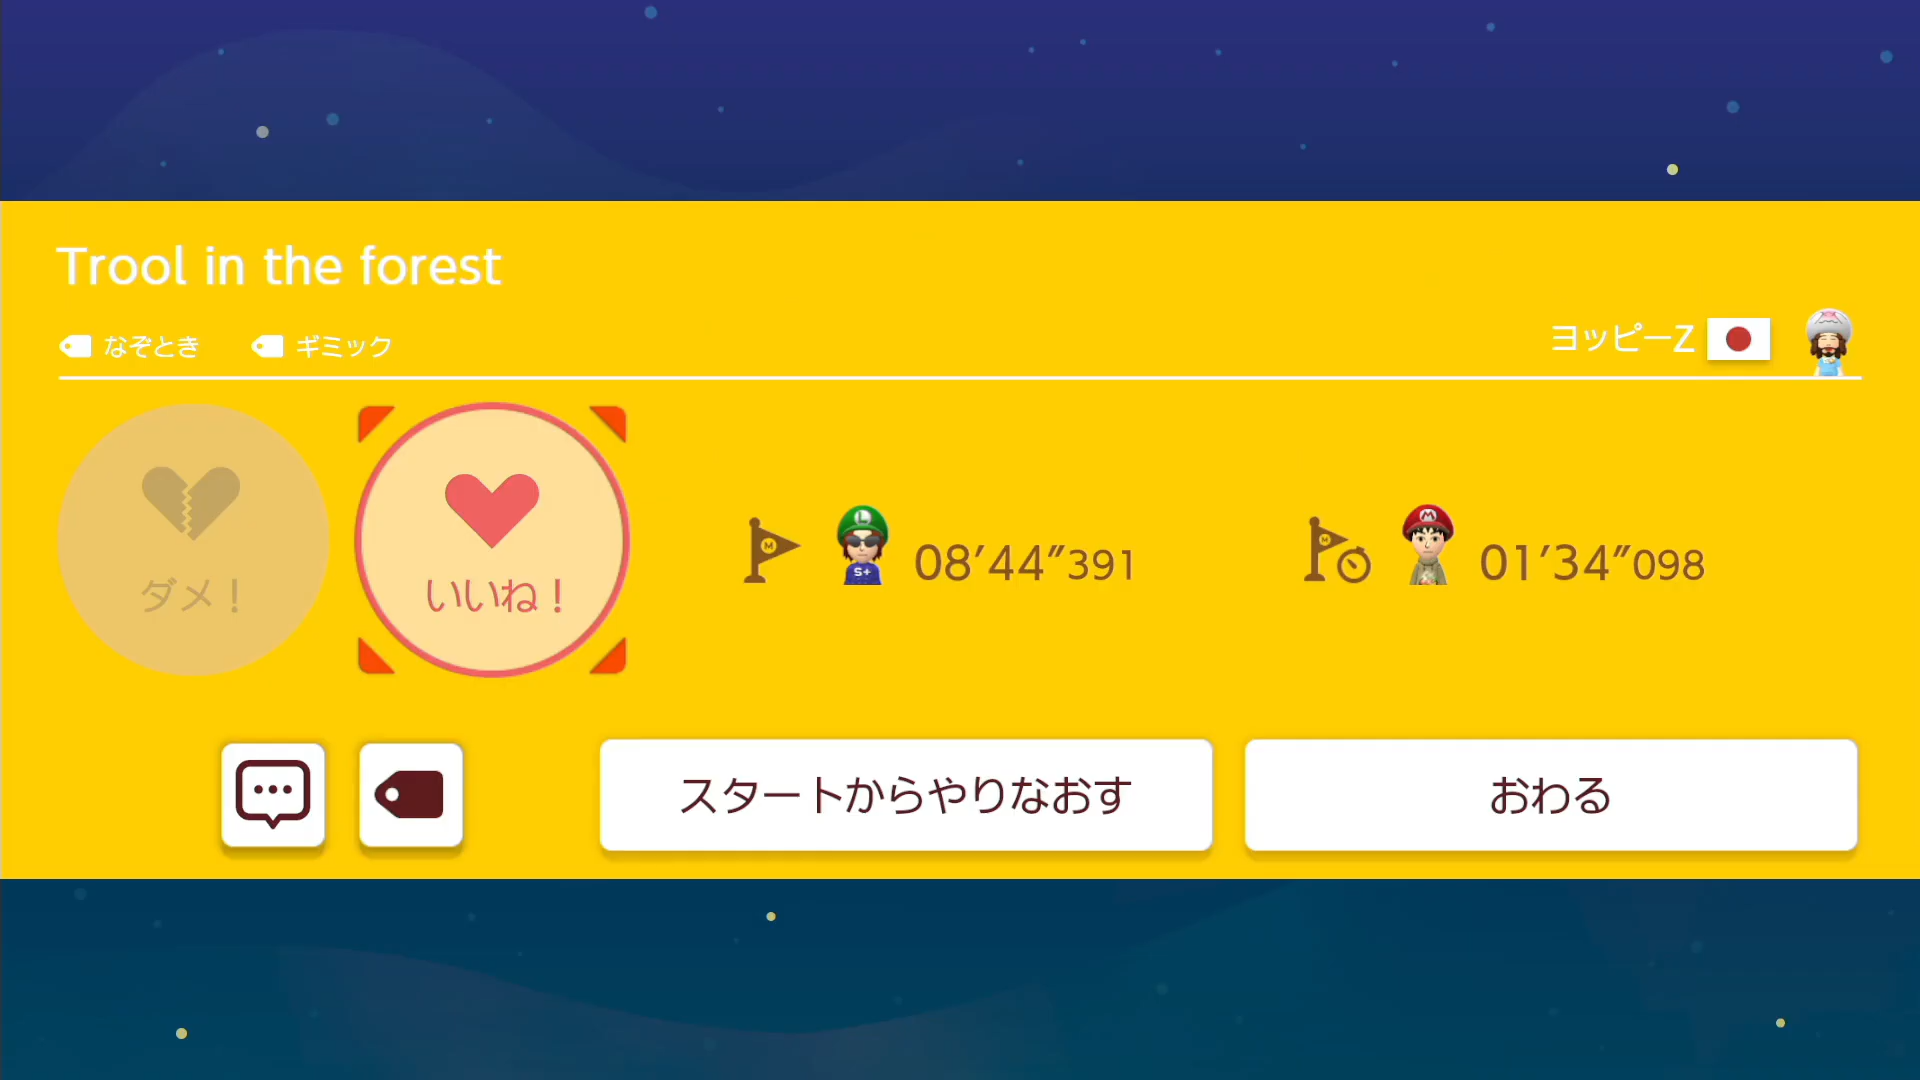 Trool in the forest
なぞとき ギミック
ヨッピーZ
ダメ！
いいね！
L
S+
M
08′44″391
M
M
01′34″098
スタートからやりなおす
おわる